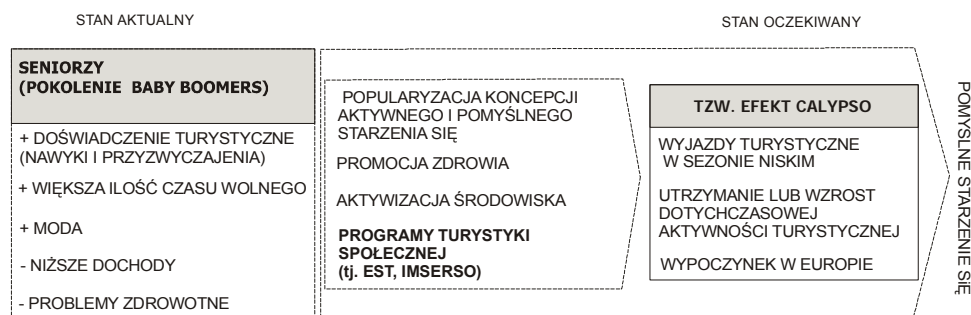 STAN AKTUALNY
STAN OCZEKIWANY
SENIORZY
(POKOLENIE BABY BOOMERS)
+ DOŚWIADCZENIE TURYSTYCZNE
(NAWYKI I PRZYZWYCZAJENIA)
+ WIĘKSZA ILOŚĆ CZASU WOLNEGO
+ MODA
- NIŻSZE DOCHODY
- PROBLEMY ZDROWOTNE
POPULARYZACJA KONCEPCJI
AKTYWNEGO I POMYŚLNEGO
STARZENIA SIĘ
PROMOCJA ZDROWIA
AKTYWIZACJA ŚRODOWISKA
PROGRAMY TURYSTYKI
SPOŁECZNEJ
(tj. EST, IMSERSO)
TZW. EFEKT CALYPSO
WYJAZDY TURYSTYCZNE
W SEZONIE NISKIM
UTRZYMANIE LUB WZROST
DOTYCHCZASOWEJ
AKTYWNOŚCI TURYSTYCZNEJ
WYPOCZYNEK W EUROPIE
POMYŚLNE STARZENIE SIĘ